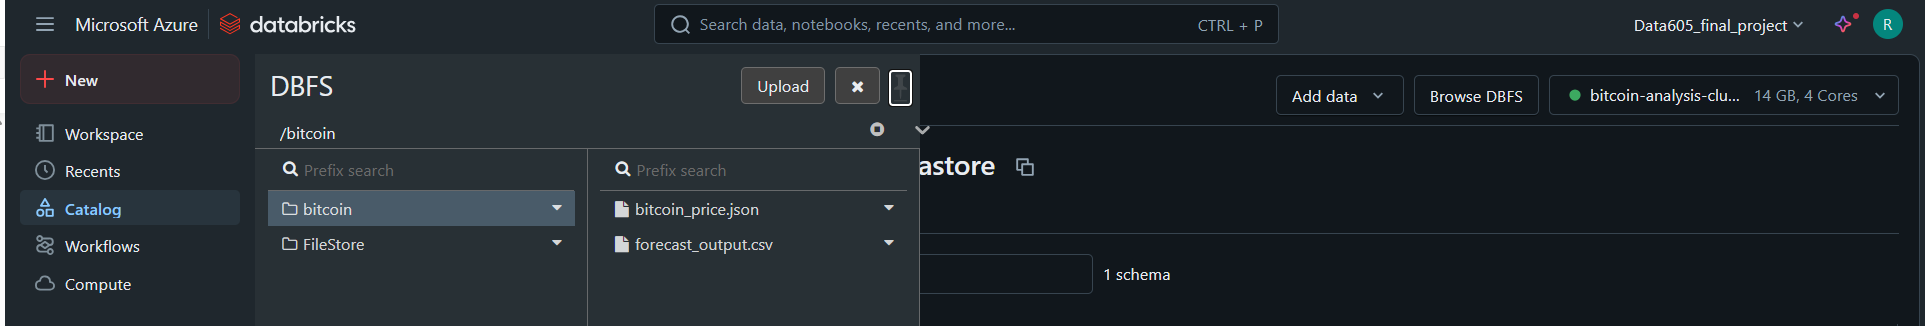 Microsoft Azure databricks
Search data, notebooks, recents, and more... CTRL + P
Data605_final_project
R
New
Workspace
Recents
Catalog
Workflows
Compute
DBFS
Upload
/bitcoin
Prefix search
bitcoin
FileStore
Prefix search
bitcoin_price.json
forecast_output.csv
Add data
Browse DBFS
bitcoin-analysis-clu... 14 GB, 4 Cores
astore
1 schema